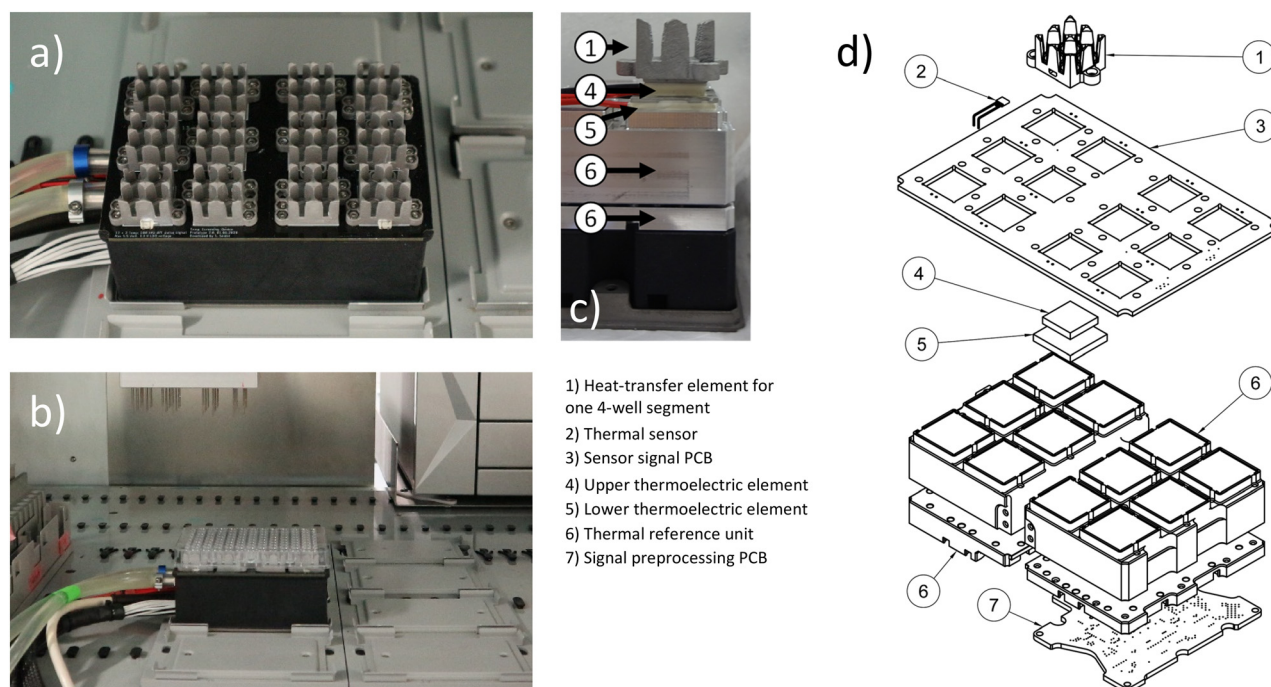 a)
b)
c)
1
4
5
6
6
1) Heat-transfer element for
one 4-well segment
2) Thermal sensor
3) Sensor signal PCB
4) Upper thermoelectric element
5) Lower thermoelectric element
6) Thermal reference unit
7) Signal preprocessing PCB
d)
1
2
3
4
5
6
6
7